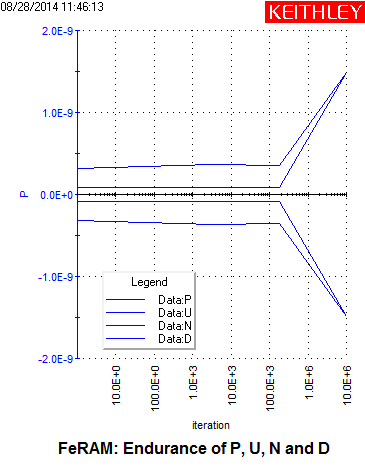 08/28/2014 11:46:13
KEITHLEY
2.0E-9
1.0E-9
0.0E+0
-1.0E-9
-2.0E-9
P
Legend
Data:P
Data:U
Data:N
Data:D
10.0E+0
100.0E+0
10.0E+3
100.0E+3
1.0E+6
10.0E+6
iteration
FeRAM: Endurance of P, U, N and D